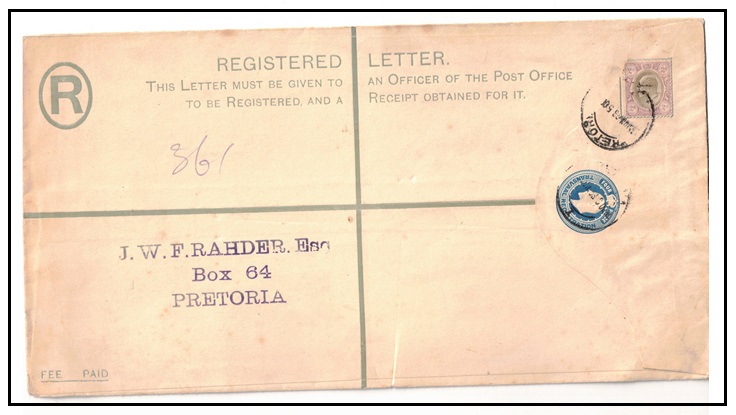 REGISTERED LETTER.
THIS LETTER MUST BE GIVEN TO AN OFFICER OF THE POST OFFICE
TO BE REGISTERED, AND A RECEIPT OBTAINED FOR IT.
R
361
J. W. F. RAHDER. Esq
Box 64
PRETORIA
FEE PAID